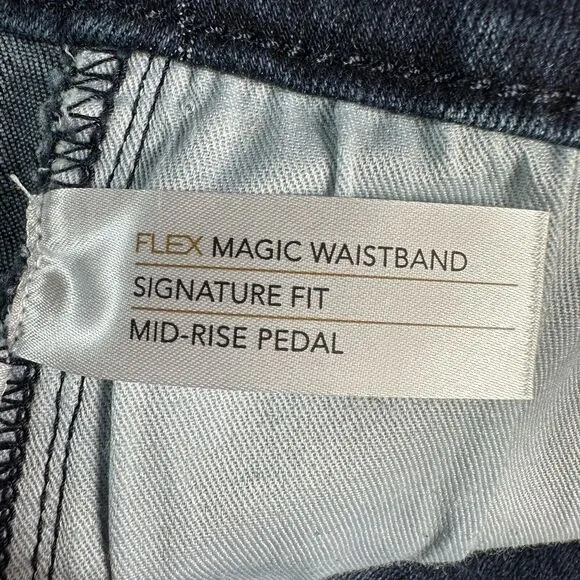 FLEX MAGIC WAISTBAND
SIGNATURE FIT
MID-RISE PEDAL